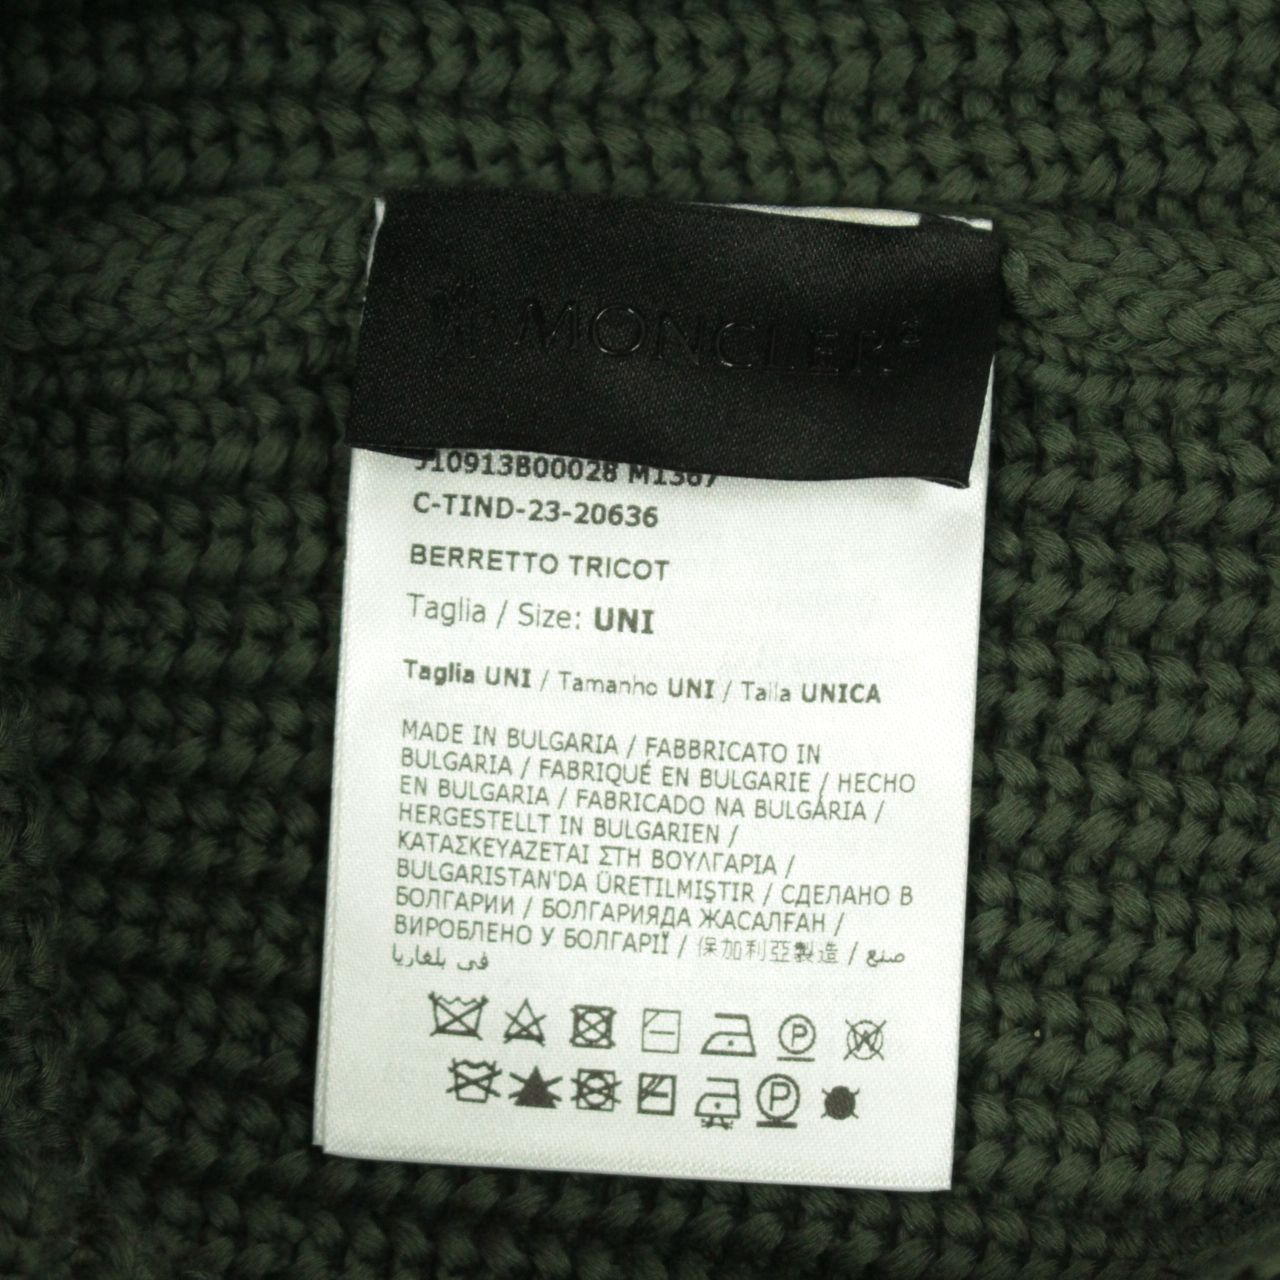 MONCLER
J10913B00028 M1367
C-TIND-23-20636
BERRETTO TRICOT
Taglia / Size: UNI
Taglia UNI / Tamanho UNI / Talla UNICA
MADE IN BULGARIA / FABBRICATO IN
BULGARIA / FABRIQUÉ EN BULGARIE / HECHO
EN BULGARIA / FABRICADO NA BULGÁRIA /
HERGESTELLT IN BULGARIEN /
ΚΑΤΑΣΚΕΥΑΖΕΤΑΙ ΣΤΗ ΒΟΥΛΓΑΡΙΑ /
BULGARISTAN'DA ÜRETILMIŞTIR / СДЕЛАНО В
БОЛГАРИИ / БОЛГАРИЯДА ЖАСАЛҒАН /
ВИРОБЛЕНО У БОЛГАРІЇ / 保加利亞製造 / صنع
في بلغاريا
P W
P